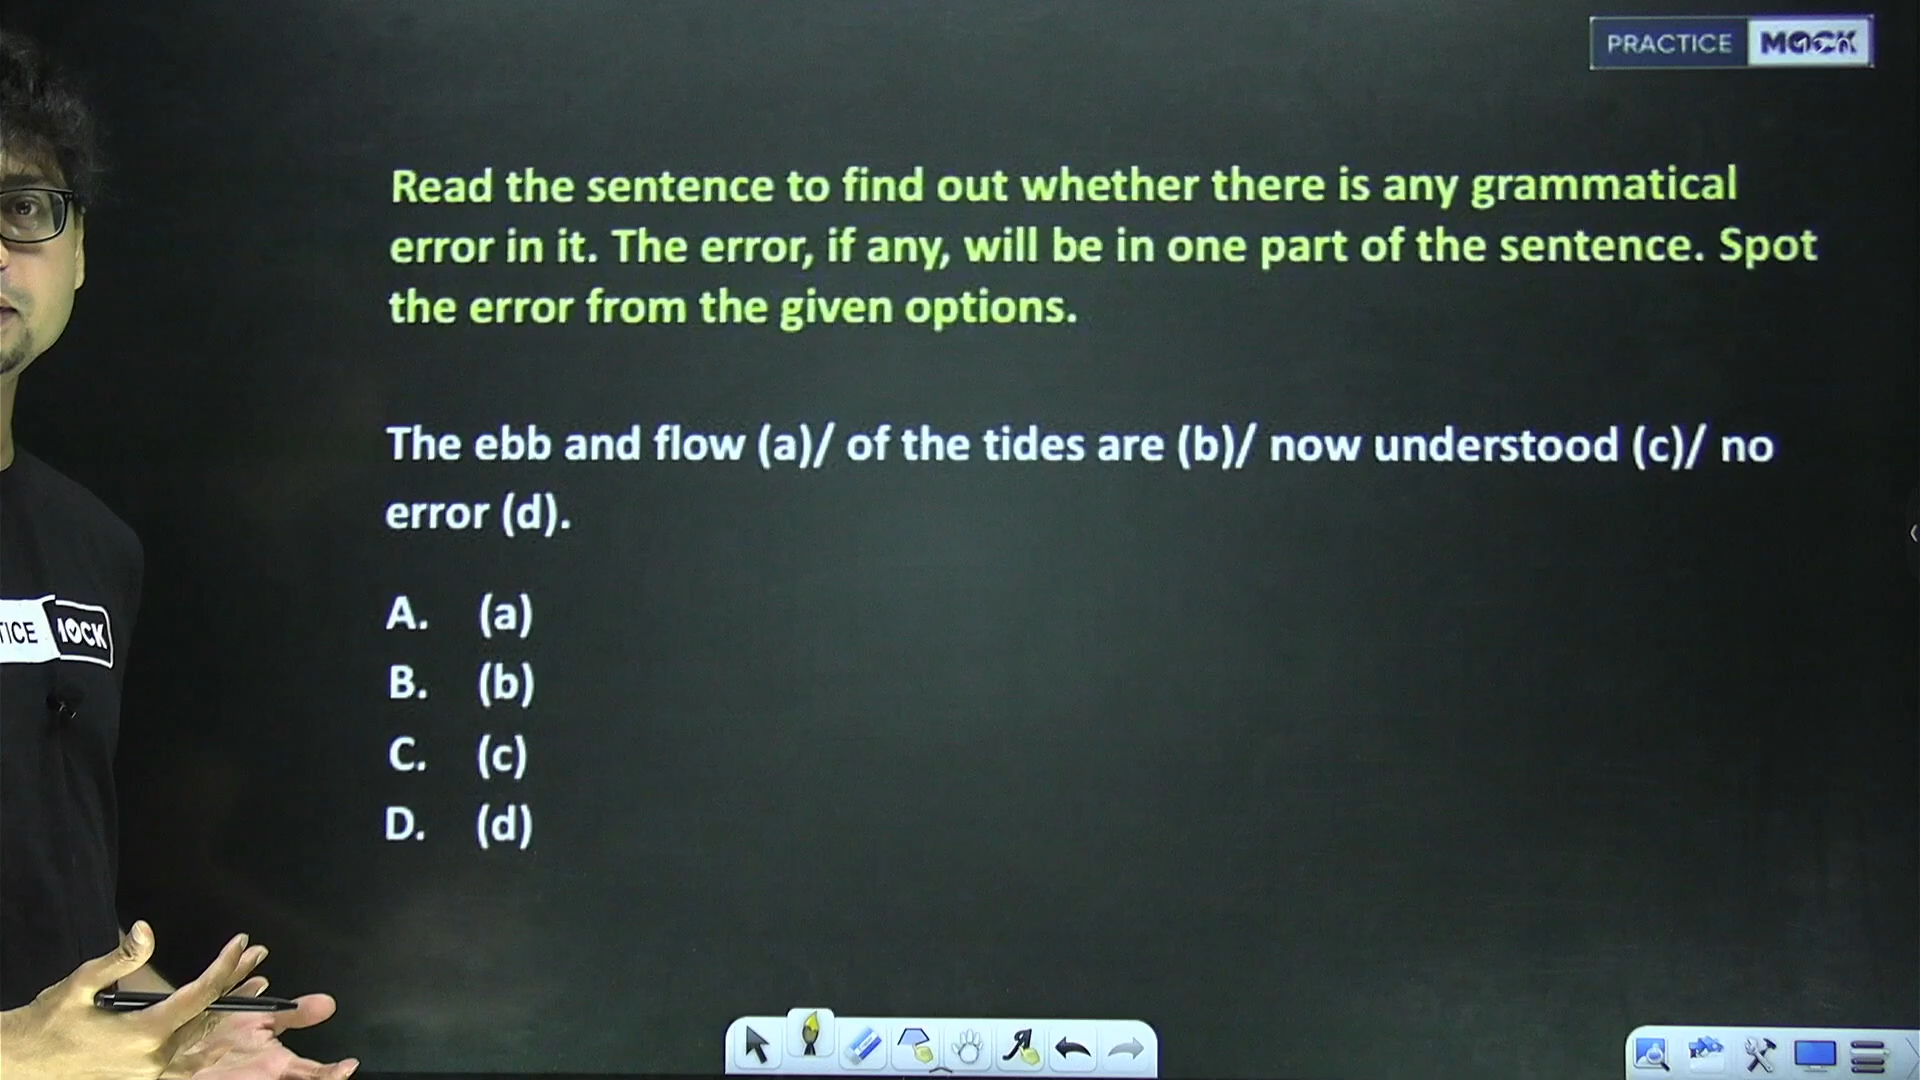 PRACTICE MOCK
Read the sentence to find out whether there is any grammatical
error in it. The error, if any, will be in one part of the sentence. Spot
the error from the given options.
The ebb and flow (a)/ of the tides are (b)/ now understood (c)/ no
error (d).
A. (a)
B. (b)
C. (c)
D. (d)
TICE MOCK